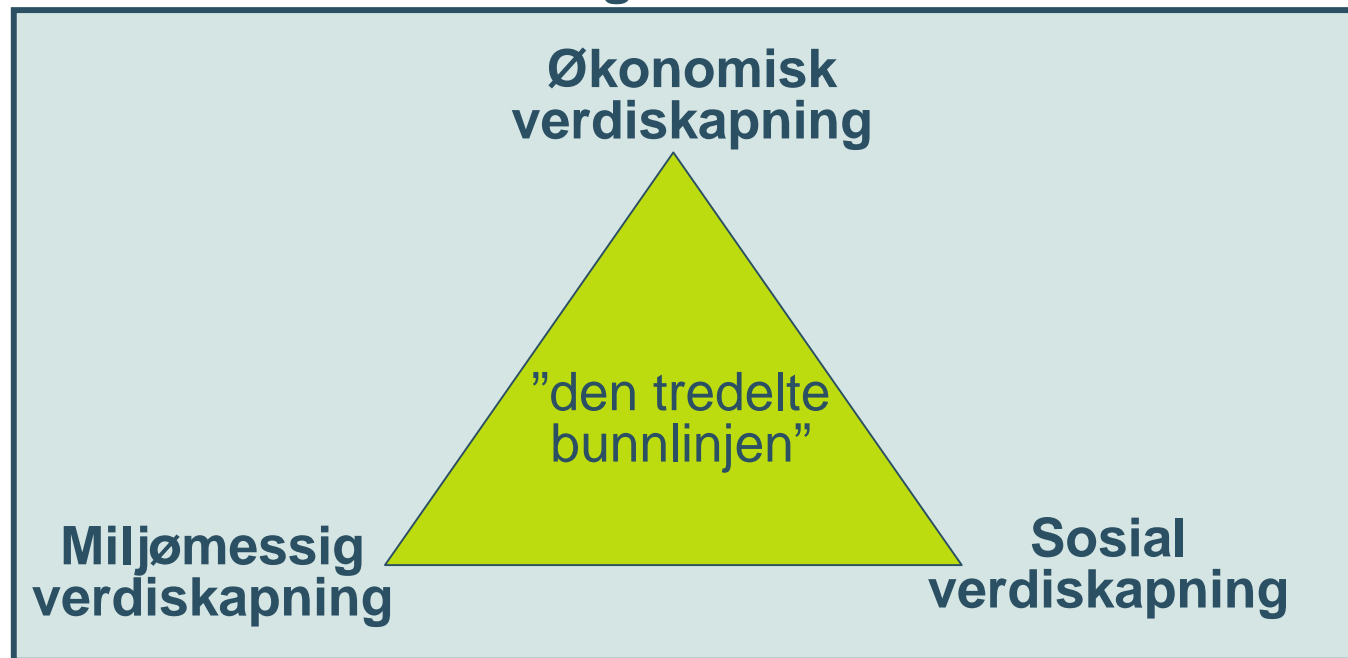 Økonomisk
verdiskapning
”den tredelte
bunnlinjen”
Miljømessig
verdiskapning
Sosial
verdiskapning